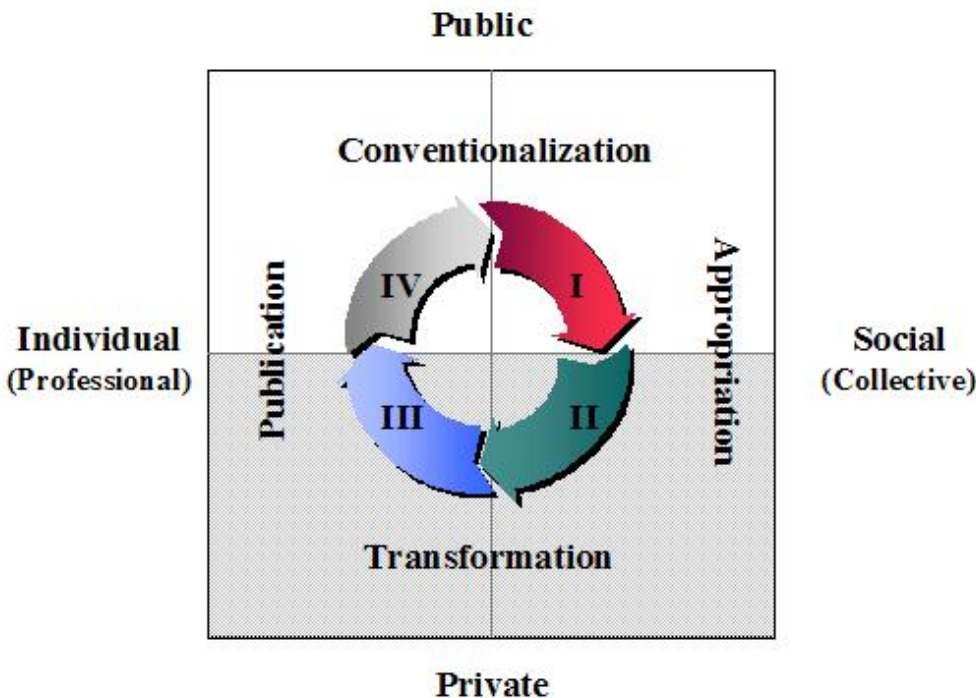 Public
Conventionalization
IV
I
Publication
Appropriation
Individual
(Professional)
Social
(Collective)
III
II
Transformation
Private